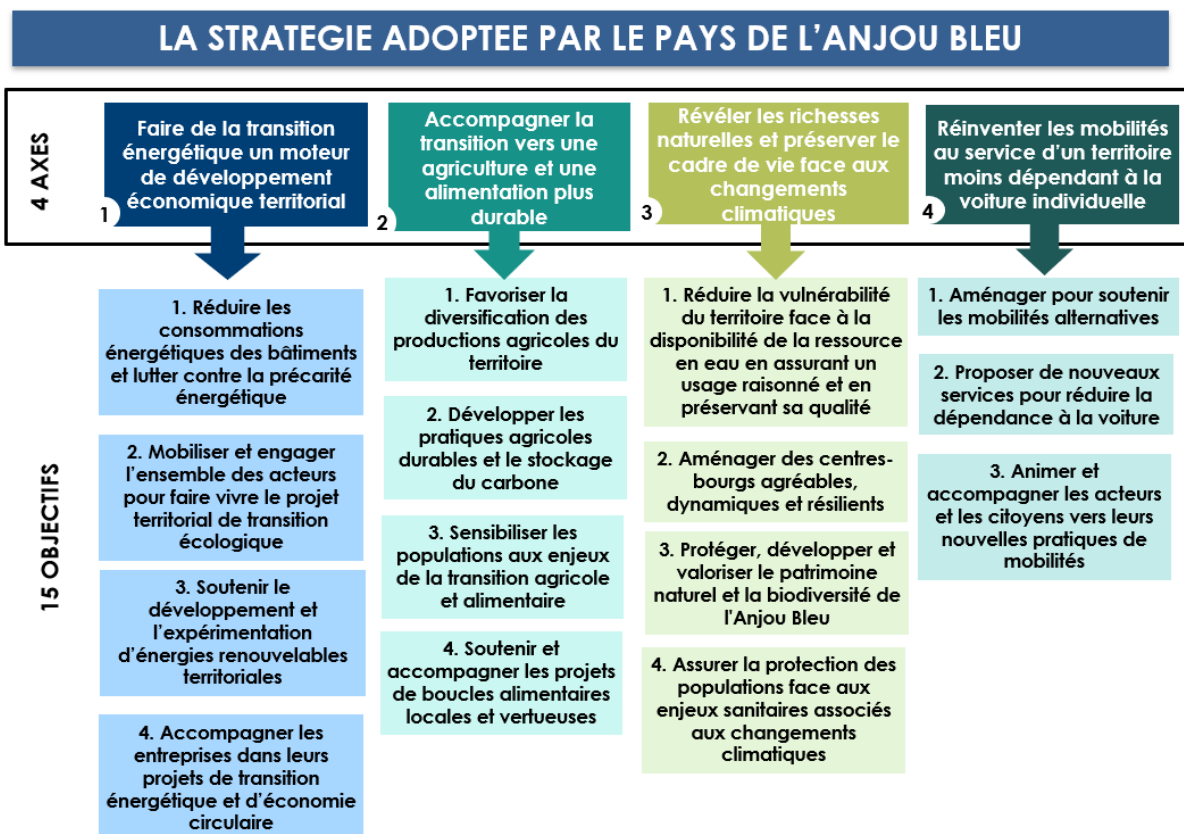 LA STRATEGIE ADOPTEE PAR LE PAYS DE L'ANJOU BLEU
4 AXES
Faire de la transition
énergétique un moteur
de développement
économique territorial
1
Accompagner la
transition vers une
agriculture et une
alimentation plus
durable
2
Révéler les richesses
naturelles et préserver le
cadre de vie face aux
changements
climatiques
3
Réinventer les mobilités
au service d'un territoire
moins dépendant à la
voiture individuelle
4
15 OBJECTIFS
1. Réduire les
consommations
énergétiques des bâtiments
et lutter contre la précarité
énergétique
2. Mobiliser et engager
l'ensemble des acteurs
pour faire vivre le projet
territorial de transition
écologique
3. Soutenir le
développement et
l'expérimentation
d'énergies renouvelables
territoriales
4. Accompagner les
entreprises dans leurs
projets de transition
énergétique et d'économie
circulaire
1. Favoriser la
diversification des
productions agricoles du
territoire
2. Développer les
pratiques agricoles
durables et le stockage
du carbone
3. Sensibiliser les
populations aux enjeux
de la transition agricole
et alimentaire
4. Soutenir et
accompagner les projets
de boucles alimentaires
locales et vertueuses
1. Réduire la vulnérabilité
du territoire face à la
disponibilité de la ressource
en eau en assurant un
usage raisonné et en
préservant sa qualité
2. Aménager des centres-
bourgs agréables,
dynamiques et résilients
3. Protéger, développer et
valoriser le patrimoine
naturel et la biodiversité de
l'Anjou Bleu
4. Assurer la protection des
populations face aux
enjeux sanitaires associés
aux changements
climatiques
1. Aménager pour soutenir
les mobilités alternatives
2. Proposer de nouveaux
services pour réduire la
dépendance à la voiture
3. Animer et
accompagner les acteurs
et les citoyens vers leurs
nouvelles pratiques de
mobilités